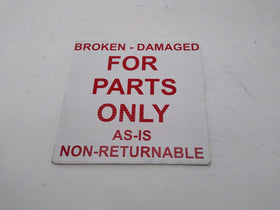 BROKEN - DAMAGED
FOR
PARTS
ONLY
AS-IS
NON-RETURNABLE